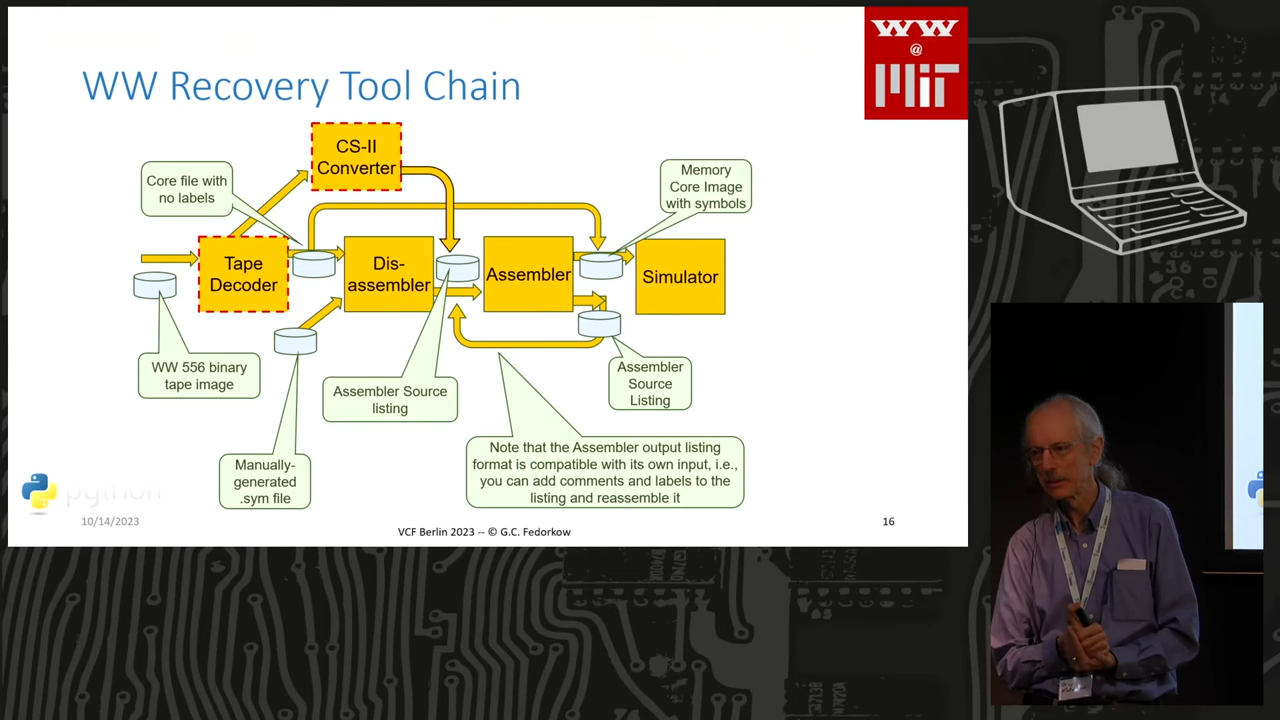 WW
@
MIT
WW Recovery Tool Chain
CS-II
Converter
Core file with
no labels
Memory
Core Image
with symbols
Tape
Decoder
Dis-
assembler
Assembler
Simulator
WW 556 binary
tape image
Assembler Source
listing
Assembler
Source
Listing
Manually-
generated
.sym file
Note that the Assembler output listing
format is compatible with its own input, i.e.,
you can add comments and labels to the
listing and reassemble it
python
10/14/2023
VCF Berlin 2023 -- © G.C. Fedorkow
16